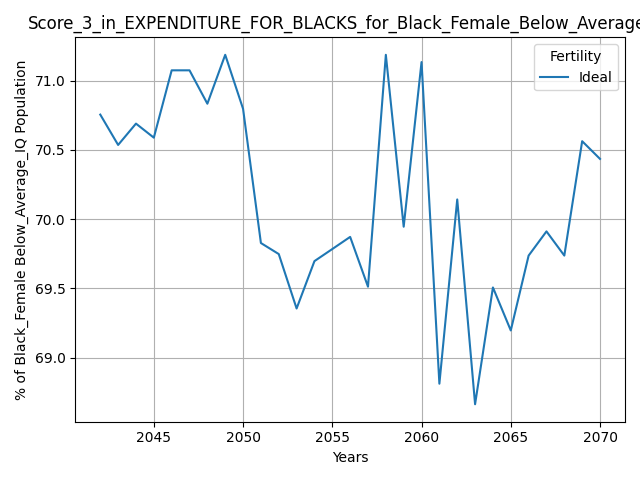 Score_3_in_EXPENDITURE_FOR_BLACKS_for_Black_Female_Below_Average
Fertility
Ideal
% of Black_Female Below_Average_IQ Population
71.0
70.5
70.0
69.5
69.0
2045 2050 2055 2060 2065 2070
Years